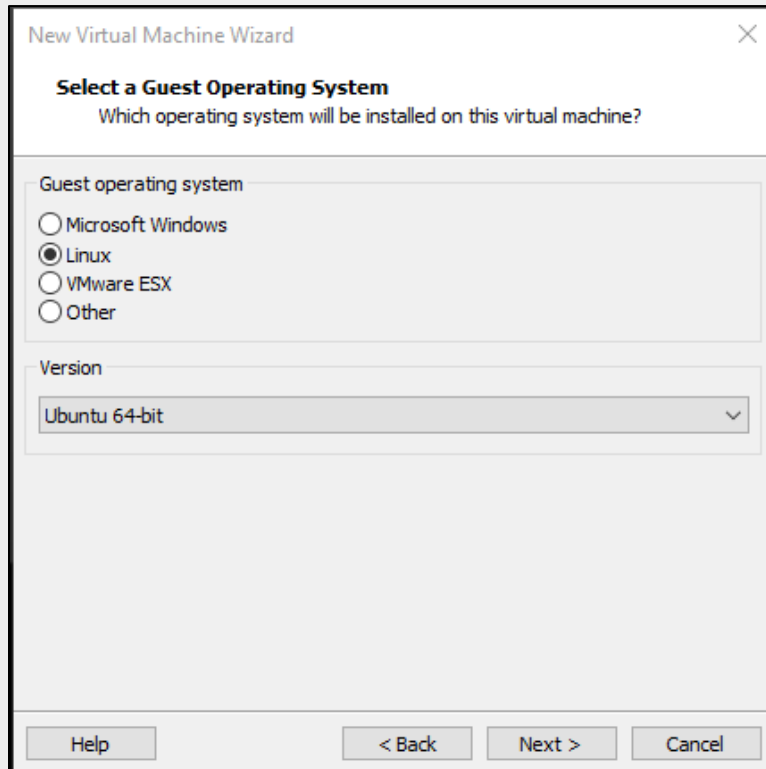 New Virtual Machine Wizard
Select a Guest Operating System
Which operating system will be installed on this virtual machine?
Guest operating system
Microsoft Windows
Linux
VMware ESX
Other
Version
Ubuntu 64-bit
Help < Back Next > Cancel